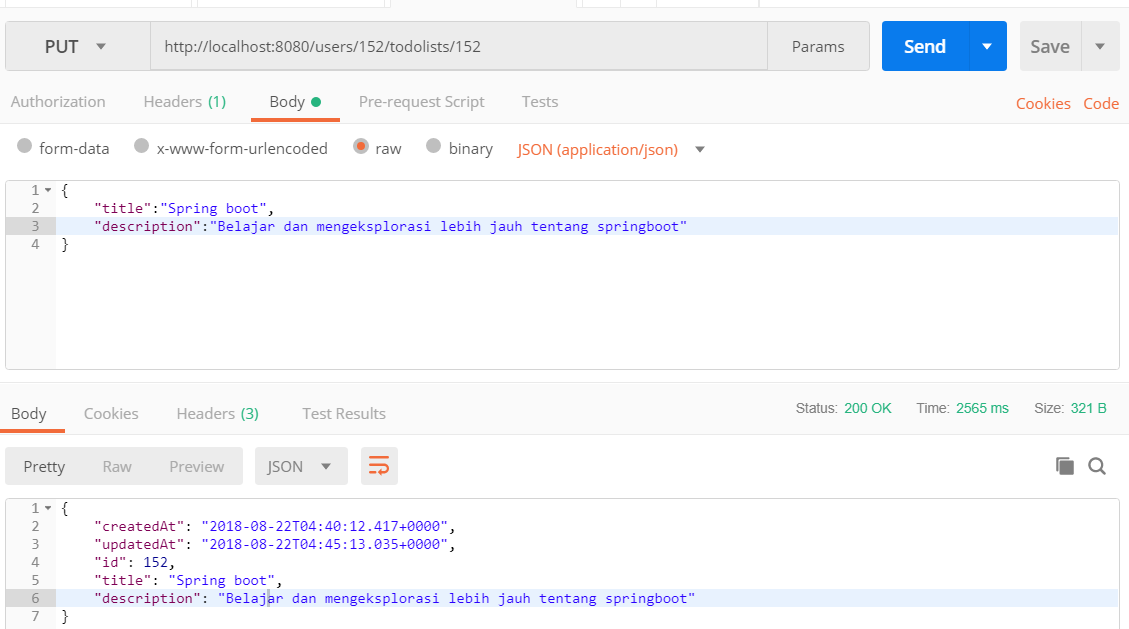 PUT http://localhost:8080/users/152/todolists/152 Params Send Save
Authorization Headers (1) Body Pre-request Script Tests Cookies Code
form-data x-www-form-urlencoded raw binary JSON (application/json)
1 {
2 "title":"Spring boot",
3 "description":"Belajar dan mengeksplorasi lebih jauh tentang springboot"
4 }
Body Cookies Headers (3) Test Results Status: 200 OK Time: 2565 ms Size: 321 B
Pretty Raw Preview JSON
1 {
2 "createdAt": "2018-08-22T04:40:12.417+0000",
3 "updatedAt": "2018-08-22T04:45:13.035+0000",
4 "id": 152,
5 "title": "Spring boot",
6 "description": "Belajar dan mengeksplorasi lebih jauh tentang springboot"
7 }